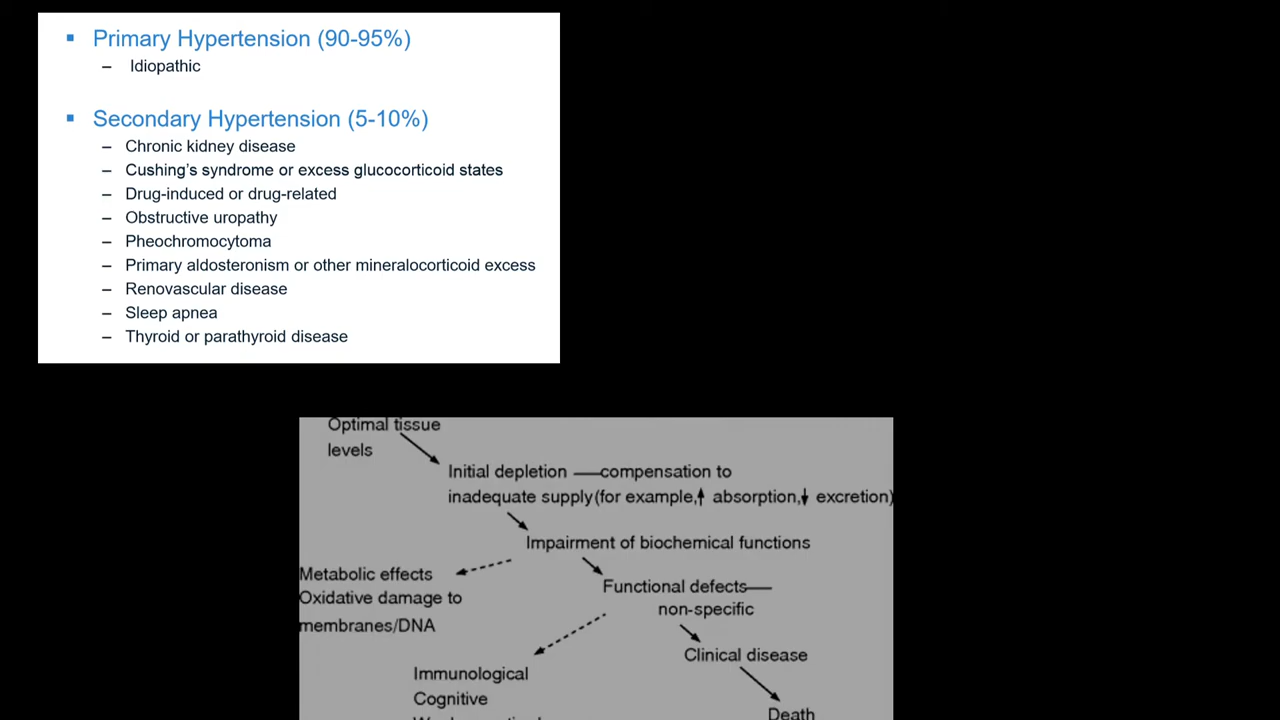 Primary Hypertension (90-95%)
– Idiopathic
Secondary Hypertension (5-10%)
– Chronic kidney disease
– Cushing's syndrome or excess glucocorticoid states
– Drug-induced or drug-related
– Obstructive uropathy
– Pheochromocytoma
– Primary aldosteronism or other mineralocorticoid excess
– Renovascular disease
– Sleep apnea
– Thyroid or parathyroid disease
Optimal tissue
levels
Initial depletion — compensation to
inadequate supply (for example, ↑ absorption, ↓ excretion)
Impairment of biochemical functions
Metabolic effects
Oxidative damage to
membranes/DNA
Functional defects—
non-specific
Clinical disease
Immunological
Cognitive
Death